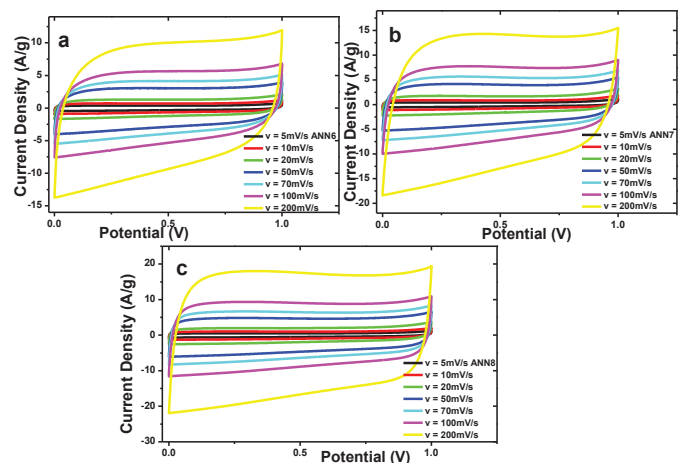 a
Current Density (A/g)
10
5
0
-5
-10
-15
0.0
0.5
1.0
Potential (V)
v = 5mV/s ANN6
v = 10mV/s
v = 20mV/s
v = 50mV/s
v = 70mV/s
v = 100mV/s
v = 200mV/s
b
Current Density (A/g)
15
10
5
0
-5
-10
-15
-20
0.0
0.5
1.0
Potential (V)
v = 5mV/s ANN7
v = 10mV/s
v = 20mV/s
v = 50mV/s
v = 70mV/s
v = 100mV/s
v = 200mV/s
c
Current Density (A/g)
30
20
10
0
-10
-20
-30
0.0
0.5
1.0
Potential (V)
v = 5mV/s ANN8
v = 10mV/s
v = 20mV/s
v = 50mV/s
v = 70mV/s
v = 100mV/s
v = 200mV/s